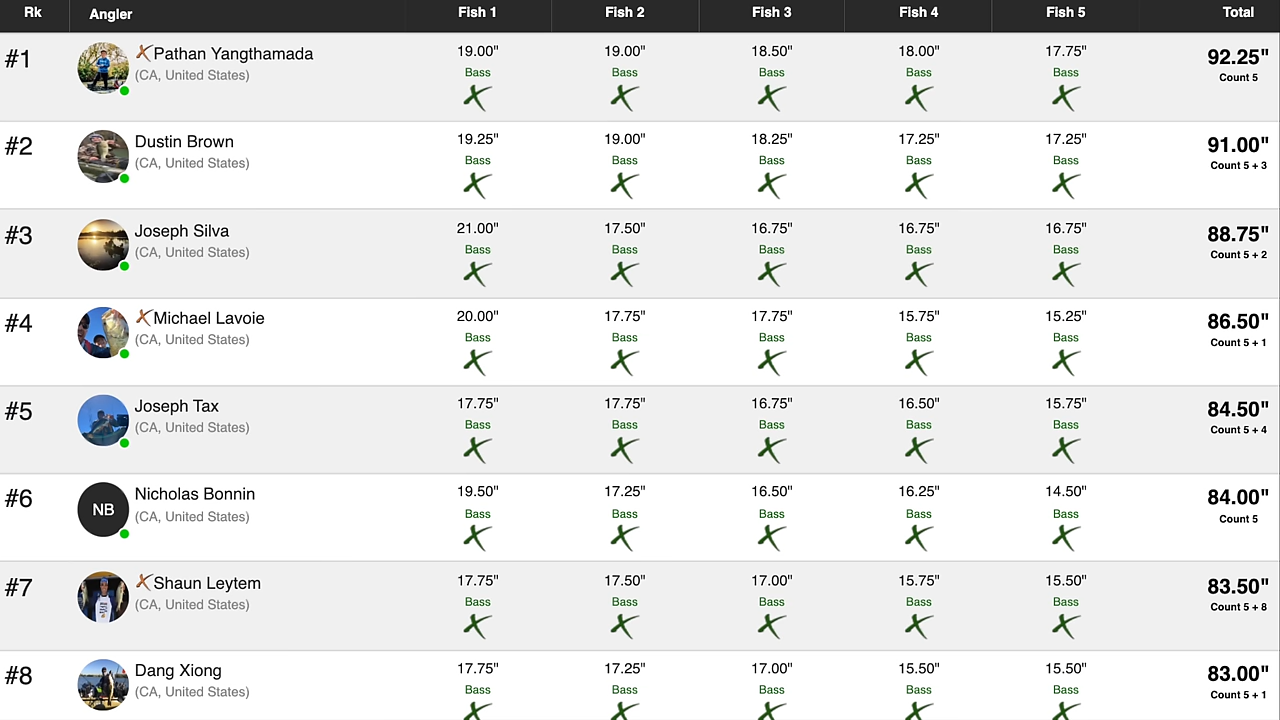 Rk Angler Fish 1 Fish 2 Fish 3 Fish 4 Fish 5 Total
#1 Pathan Yangthamada 19.00" 19.00" 18.50" 18.00" 17.75" 92.25"
(CA, United States) Bass Bass Bass Bass Bass Count 5
#2 Dustin Brown 19.25" 19.00" 18.25" 17.25" 17.25" 91.00"
(CA, United States) Bass Bass Bass Bass Bass Count 5 + 3
#3 Joseph Silva 21.00" 17.50" 16.75" 16.75" 16.75" 88.75"
(CA, United States) Bass Bass Bass Bass Bass Count 5 + 2
#4 Michael Lavoie 20.00" 17.75" 17.75" 15.75" 15.25" 86.50"
(CA, United States) Bass Bass Bass Bass Bass Count 5 + 1
#5 Joseph Tax 17.75" 17.75" 16.75" 16.50" 15.75" 84.50"
(CA, United States) Bass Bass Bass Bass Bass Count 5 + 4
#6 NB Nicholas Bonnin 19.50" 17.25" 16.50" 16.25" 14.50" 84.00"
(CA, United States) Bass Bass Bass Bass Bass Count 5
#7 Shaun Leytem 17.75" 17.50" 17.00" 15.75" 15.50" 83.50"
(CA, United States) Bass Bass Bass Bass Bass Count 5 + 8
#8 Dang Xiong 17.75" 17.25" 17.00" 15.50" 15.50" 83.00"
(CA, United States) Bass Bass Bass Bass Bass Count 5 + 1